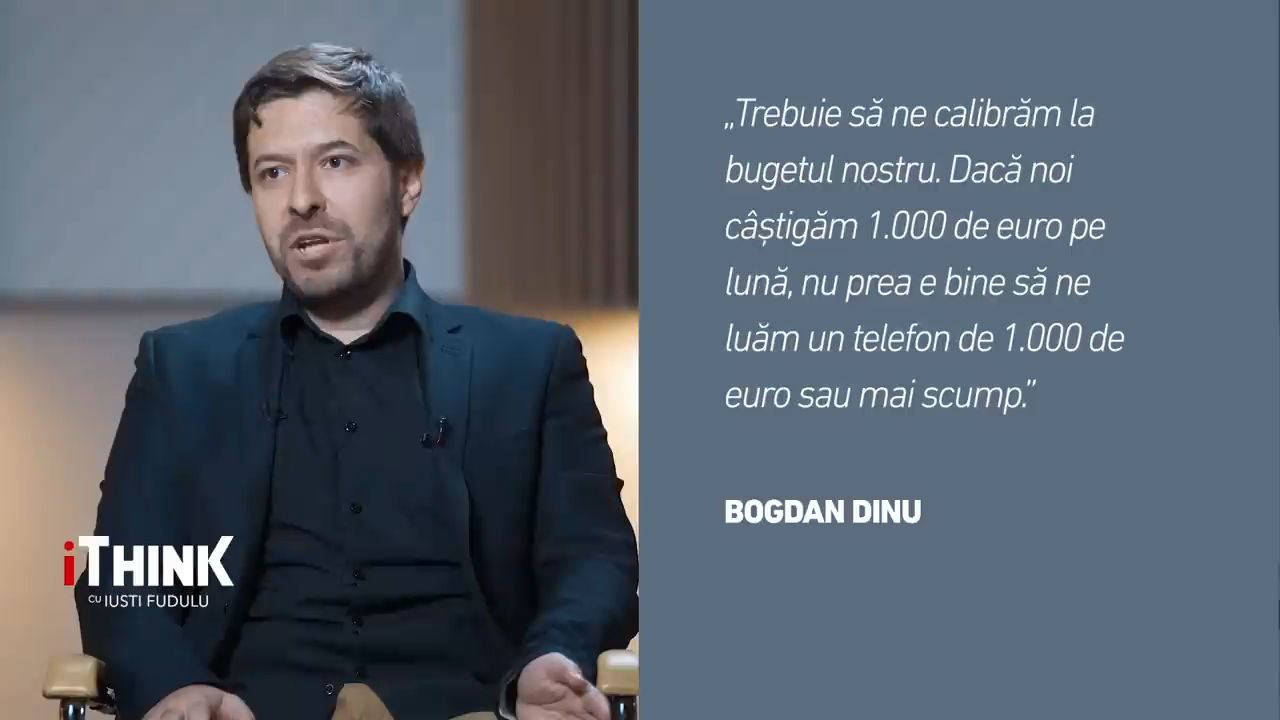 „Trebuie să ne calibrăm la
bugetul nostru. Dacă noi
câștigăm 1.000 de euro pe
lună, nu prea e bine să ne
luăm un telefon de 1.000 de
euro sau mai scump.”
BOGDAN DINU
iTHINK
CU IUSTI FUDULU